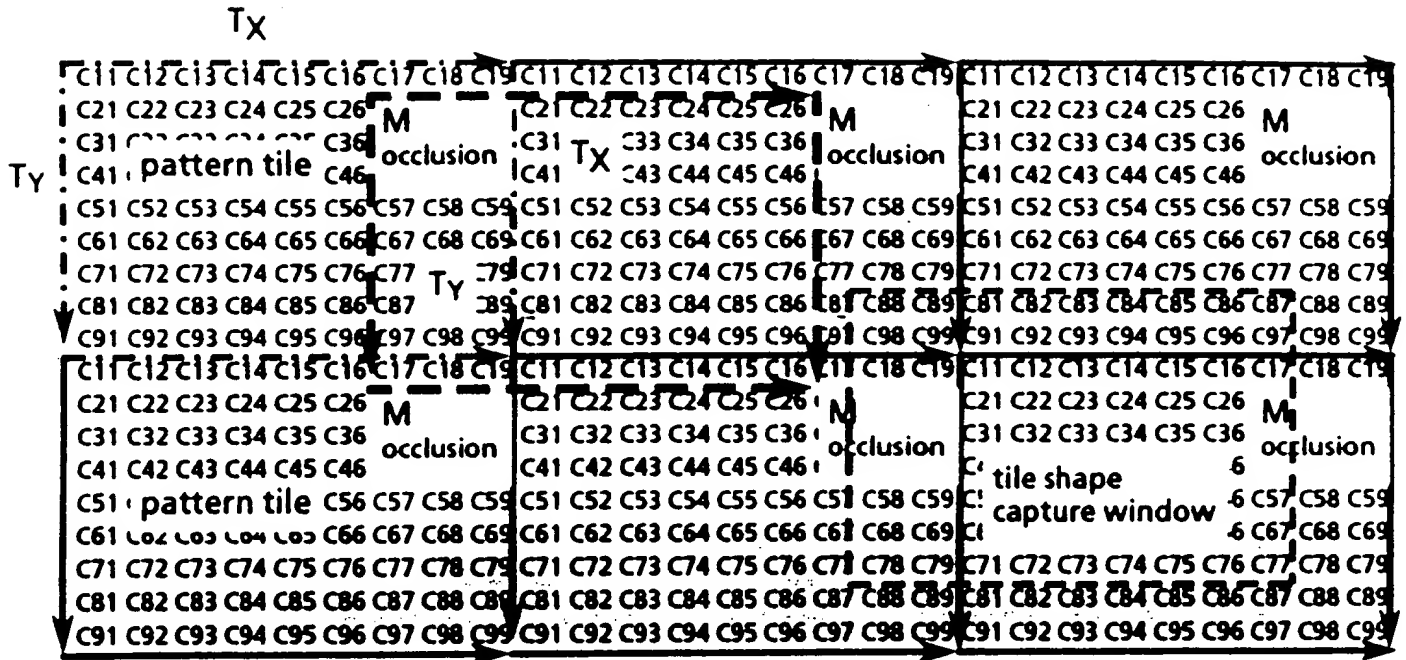 TX
C11 C12 C13 C14 C15 C16 C17 C18 C19 C11 C12 C13 C14 C15 C16 C17 C18 C19 C11 C12 C13 C14 C15 C16 C17 C18 C19
C21 C22 C23 C24 C25 C26 M C21 C22 C23 C24 C25 C26 M C21 C22 C23 C24 C25 C26 M
C31 C36 occlusion C31 C33 C34 C35 C36 occlusion C31 C32 C33 C34 C35 C36 occlusion
TY C41 pattern tile C46 C41 TX C43 C44 C45 C46 C41 C42 C43 C44 C45 C46
C51 C52 C53 C54 C55 C56 C57 C58 C59 C51 C52 C53 C54 C55 C56 C57 C58 C59 C51 C52 C53 C54 C55 C56 C57 C58 C59
C61 C62 C63 C64 C65 C66 C67 C68 C69 C61 C62 C63 C64 C65 C66 C67 C68 C69 C61 C62 C63 C64 C65 C66 C67 C68 C69
C71 C72 C73 C74 C75 C76 C77 TY C79 C71 C72 C73 C74 C75 C76 C77 C78 C79 C71 C72 C73 C74 C75 C76 C77 C78 C79
C81 C82 C83 C84 C85 C86 C87 C89 C81 C82 C83 C84 C85 C86 C87 C88 C89 C81 C82 C83 C84 C85 C86 C87 C88 C89
C91 C92 C93 C94 C95 C96 C97 C98 C99 C91 C92 C93 C94 C95 C96 C97 C98 C99 C91 C92 C93 C94 C95 C96 C97 C98 C99
C11 C12 C13 C14 C15 C16 C17 C18 C19 C11 C12 C13 C14 C15 C16 C17 C18 C19 C11 C12 C13 C14 C15 C16 C17 C18 C19
C21 C22 C23 C24 C25 C26 M C21 C22 C23 C24 C25 C26 M C21 C22 C23 C24 C25 C26 M
C31 C32 C33 C34 C35 C36 occlusion C31 C32 C33 C34 C35 C36 occlusion C31 C32 C33 C34 C35 C36 occlusion
C41 C42 C43 C44 C45 C46 C41 C42 C43 C44 C45 C46 tile shape
C51 pattern tile C56 C57 C58 C59 C51 C52 C53 C54 C55 C56 C57 C58 C59 capture window C57 C58 C59
C61 C62 C63 C64 C65 C66 C67 C68 C69 C61 C62 C63 C64 C65 C66 C67 C68 C69 C67 C68 C69
C71 C72 C73 C74 C75 C76 C77 C78 C79 C71 C72 C73 C74 C75 C76 C77 C78 C79 C71 C72 C73 C74 C75 C76 C77 C78 C79
C81 C82 C83 C84 C85 C86 C87 C88 C89 C81 C82 C83 C84 C85 C86 C87 C88 C89 C81 C82 C83 C84 C85 C86 C87 C88 C89
C91 C92 C93 C94 C95 C96 C97 C98 C99 C91 C92 C93 C94 C95 C96 C97 C98 C99 C91 C92 C93 C94 C95 C96 C97 C98 C99